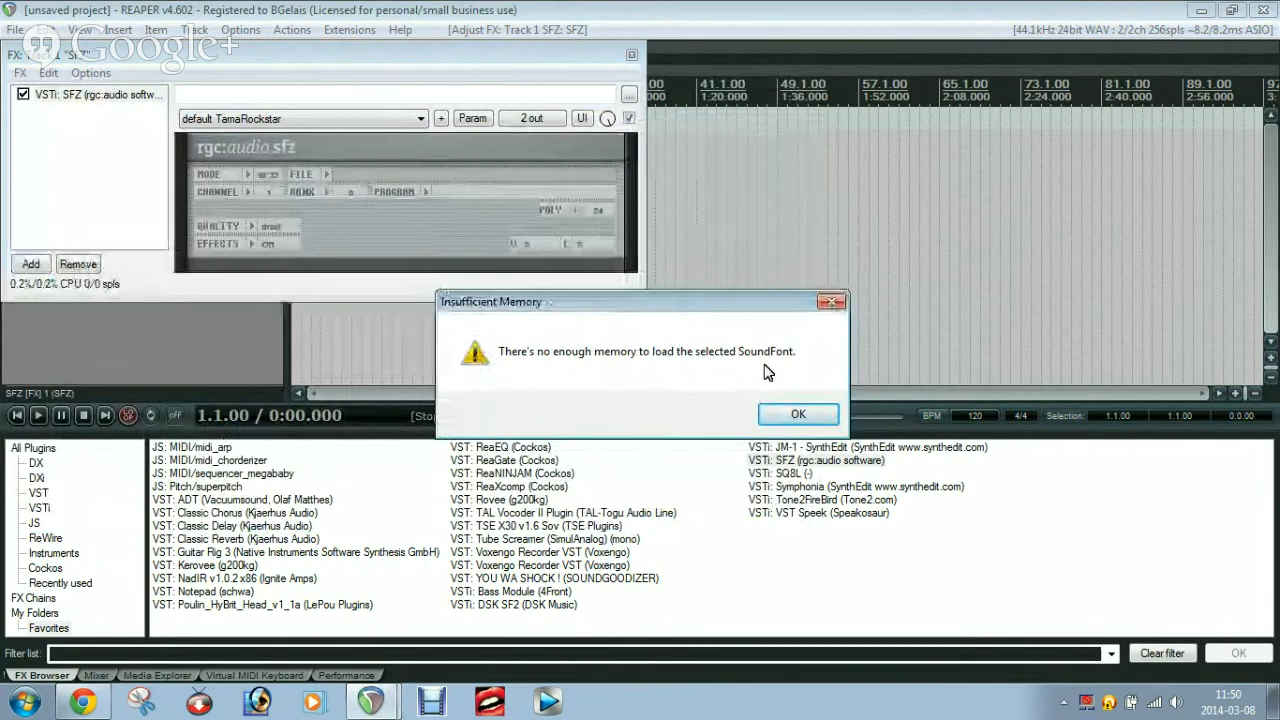 [unsaved project] - REAPER v4.602 - Registered to BGelais (Licensed for personal/small business use)
File Edit View Insert Item Track Options Actions Extensions Help [Adjust FX: Track 1 SFZ: SFZ] [44.1kHz 24bit WAV : 2/2ch 256spls ~8.2/8.2ms ASIO]
Google+
FX: Track 1 "SFZ"
FX Edit Options
VSTi: SFZ (rgc:audio softw...
...
default TamaRockstar + Param 2 out UI
rgc:audio sfz
MODE FILE
CHANNEL 1 BANK 0 PROGRAM
POLY 24
QUALITY draft
EFFECTS on
Add Remove
0.2%/0.2% CPU 0/0 spls
41.1.00 49.1.00 57.1.00 65.1.00 73.1.00 81.1.00 89.1.00
1:20.000 1:36.000 1:52.000 2:08.000 2:24.000 2:40.000 2:56.000
Insufficient Memory
There's no enough memory to load the selected SoundFont.
OK
SFZ [FX] 1 (SFZ)
OFF 1.1.00 / 0:00.000 [Stop BPM 120 4/4 Selection: 1.1.00 1.1.00 0.0.00
All Plugins
DX
DXi
VST
VSTi
JS
ReWire
Instruments
Cockos
Recently used
FX Chains
My Folders
Favorites
JS: MIDI/midi_arp
JS: MIDI/midi_chorderizer
JS: MIDI/sequencer_megababy
JS: Pitch/superpitch
VST: ADT (Vacuumsound, Olaf Matthes)
VST: Classic Chorus (Kjaerhus Audio)
VST: Classic Delay (Kjaerhus Audio)
VST: Classic Reverb (Kjaerhus Audio)
VST: Guitar Rig 3 (Native Instruments Software Synthesis GmbH)
VST: Kerovee (g200kg)
VST: NadIR v1.0.2 x86 (Ignite Amps)
VST: Notepad (schwa)
VST: Poulin_HyBrit_Head_v1_1a (LePou Plugins)
VST: ReaEQ (Cockos)
VST: ReaGate (Cockos)
VST: ReaNINJAM (Cockos)
VST: ReaXcomp (Cockos)
VST: Rovee (g200kg)
VST: TAL Vocoder II Plugin (TAL-Togu Audio Line)
VST: TSE X30 v1.6 Sov (TSE Plugins)
VST: Tube Screamer (SimulAnalog) (mono)
VST: Voxengo Recorder VST (Voxengo)
VST: Voxengo Recorder VST (Voxengo)
VST: YOU WA SHOCK ! (SOUNDGOODIZER)
VSTi: Bass Module (4Front)
VSTi: DSK SF2 (DSK Music)
VSTi: JM-1 - SynthEdit (SynthEdit www.synthedit.com)
VSTi: SFZ (rgc:audio software)
VSTi: SQ8L (-)
VSTi: Symphonia (SynthEdit www.synthedit.com)
VSTi: Tone2FireBird (Tone2.com)
VSTi: VST Speek (Speakosaur)
Filter list: Clear filter OK
FX Browser Mixer Media Explorer Virtual MIDI Keyboard Performance
11:50
2014-03-08